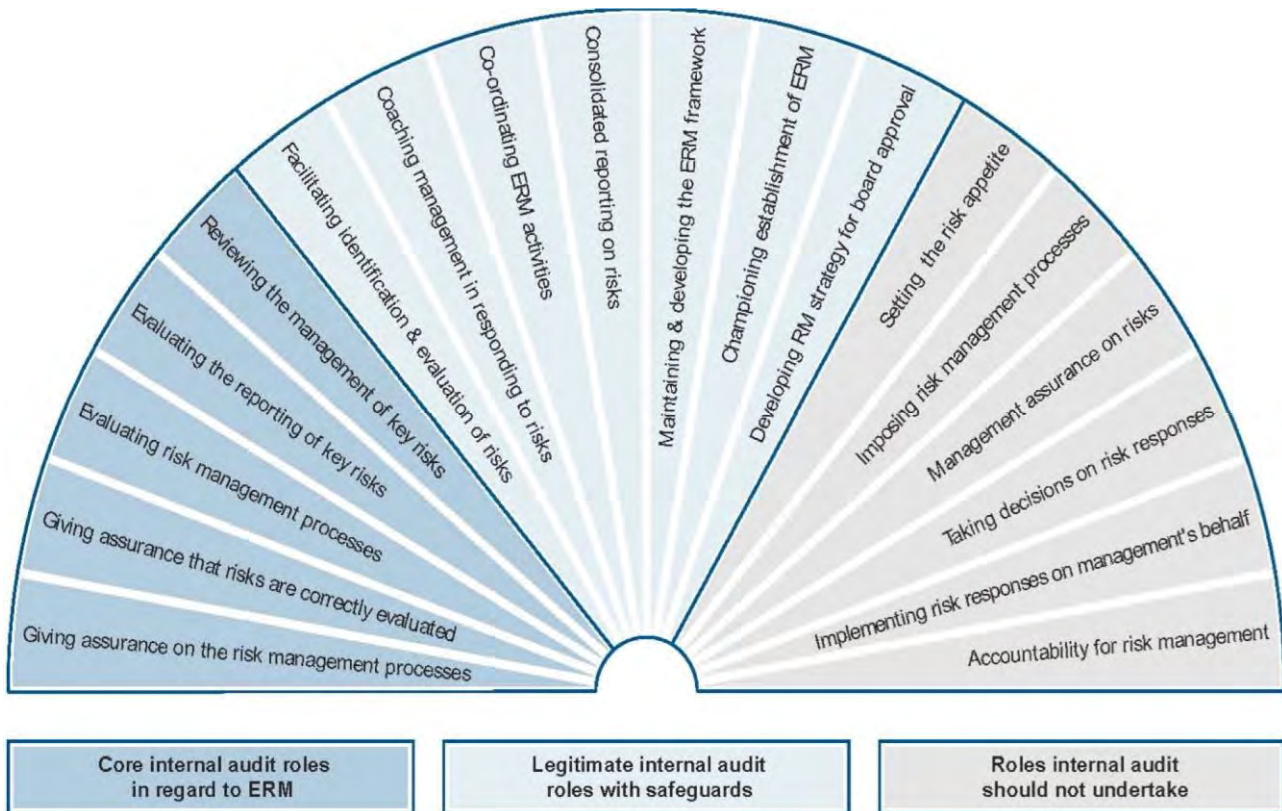 Giving assurance on the risk management processes
Giving assurance that risks are correctly evaluated
Evaluating risk management processes
Evaluating the reporting of key risks
Reviewing the management of key risks
Facilitating identification & evaluation of risks
Coaching management in responding to risks
Co-ordinating ERM activities
Consolidated reporting on risks
Maintaining & developing the ERM framework
Championing establishment of ERM
Developing RM strategy for board approval
Setting the risk appetite
Imposing risk management processes
Management assurance on risks
Taking decisions on risk responses
Implementing risk responses on management's behalf
Accountability for risk management
Core internal audit roles
in regard to ERM
Legitimate internal audit
roles with safeguards
Roles internal audit
should not undertake